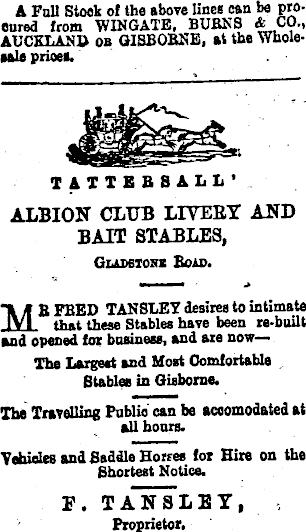 A Full Stock of the above lines can be pro-
cured from WINGATE, BURNS & CO.,
AUCKLAND OR GISBORNE, at the Whole-
sale prices.
TATTERSALL'
ALBION CLUB LIVERY AND
BAIT STABLES,
GLADSTONE ROAD.
MR FRED TANSLEY desires to intimate
that these Stables have been re-built
and opened for business, and are now—
The Largest and Most Comfortable
Stables in Gisborne.
The Travelling Public can be accomodated at
all hours.
Vehicles and Saddle Horses for Hire on the
Shortest Notice.
F. TANSLEY,
Proprietor.